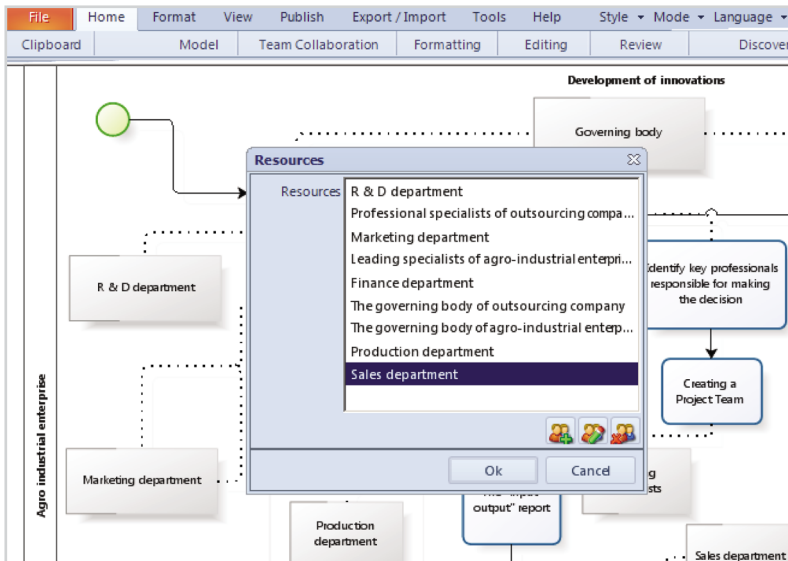 File Home Format View Publish Export / Import Tools Help Style Mode Language
Clipboard Model Team Collaboration Formatting Editing Review Discover
Development of innovations
Governing body
Resources
Resources
R & D department
Professional specialists of outsourcing compa...
Marketing department
Leading specialists of agro-industrial enterpri...
Finance department
The governing body of outsourcing company
The governing body of agro-industrial enterp...
Production department
Sales department
Ok Cancel
R & D department
Identify key professionals
responsible for making
the decision
Creating a
Project Team
Agro industrial enterprise
Marketing department
output" report
Production
department
Sales department